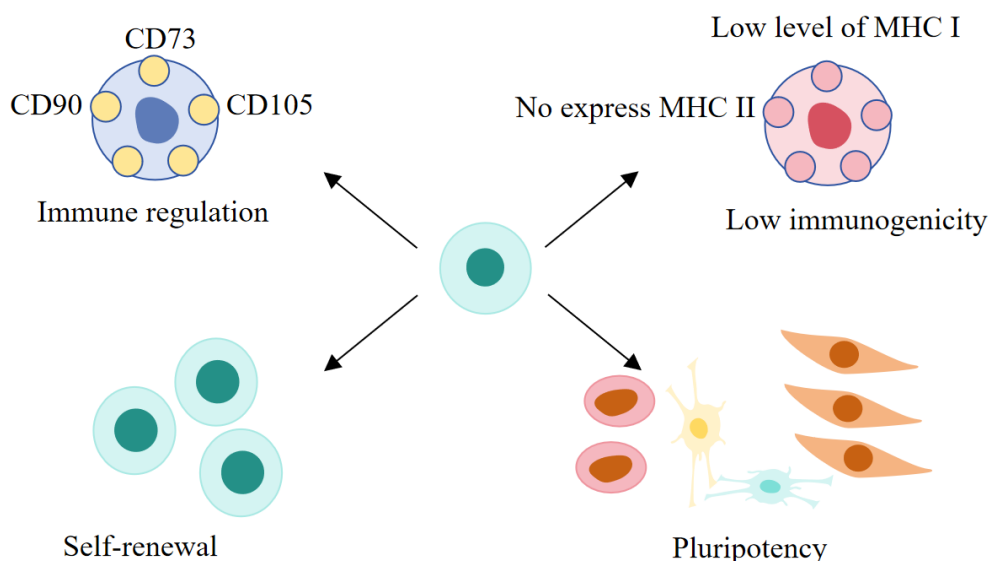 CD73
CD90
CD105
Immune regulation
Low level of MHC I
No express MHC II
Low immunogenicity
Self-renewal
Pluripotency